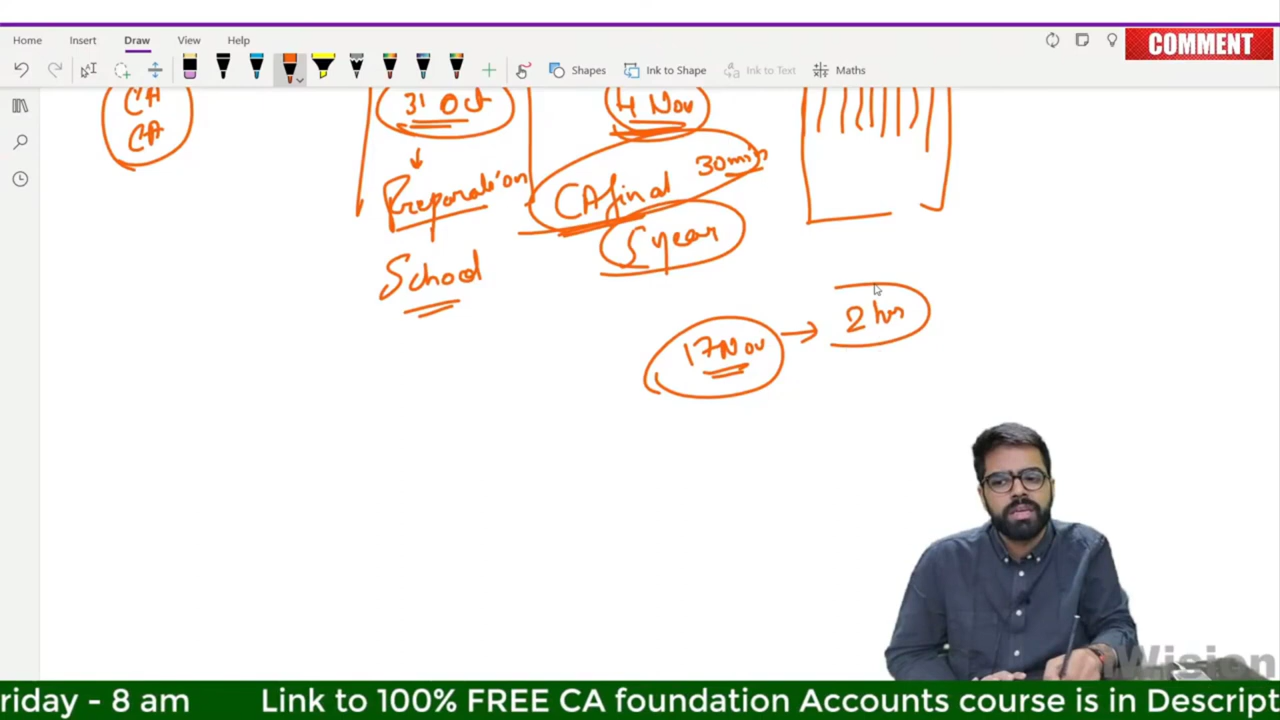 Home Insert Draw View Help
COMMENT
Shapes Ink to Shape Ink to Text Maths
CA
CA
31 Oct
4 Nov
Preparation
CA final 30 min
5 year
School
17 Nov → 2 hrs
riday - 8 am Link to 100% FREE CA foundation Accounts course is in Descript